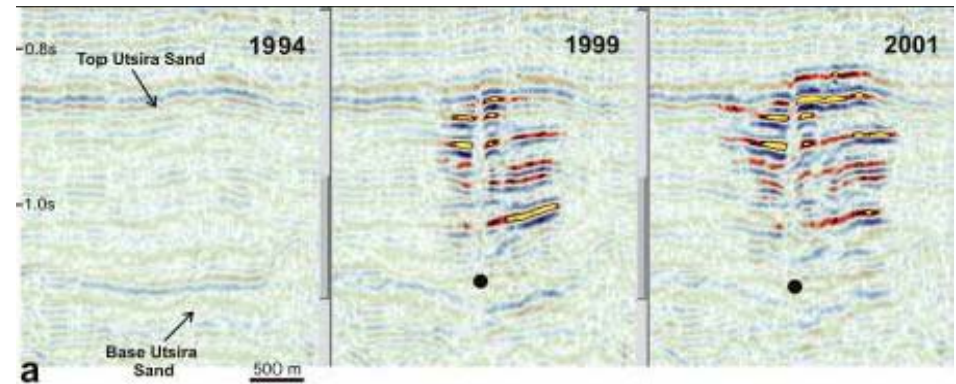 1994
1999
2001
0.8s
Top Utsira Sand
1.0s
Base Utsira
Sand
500 m
a